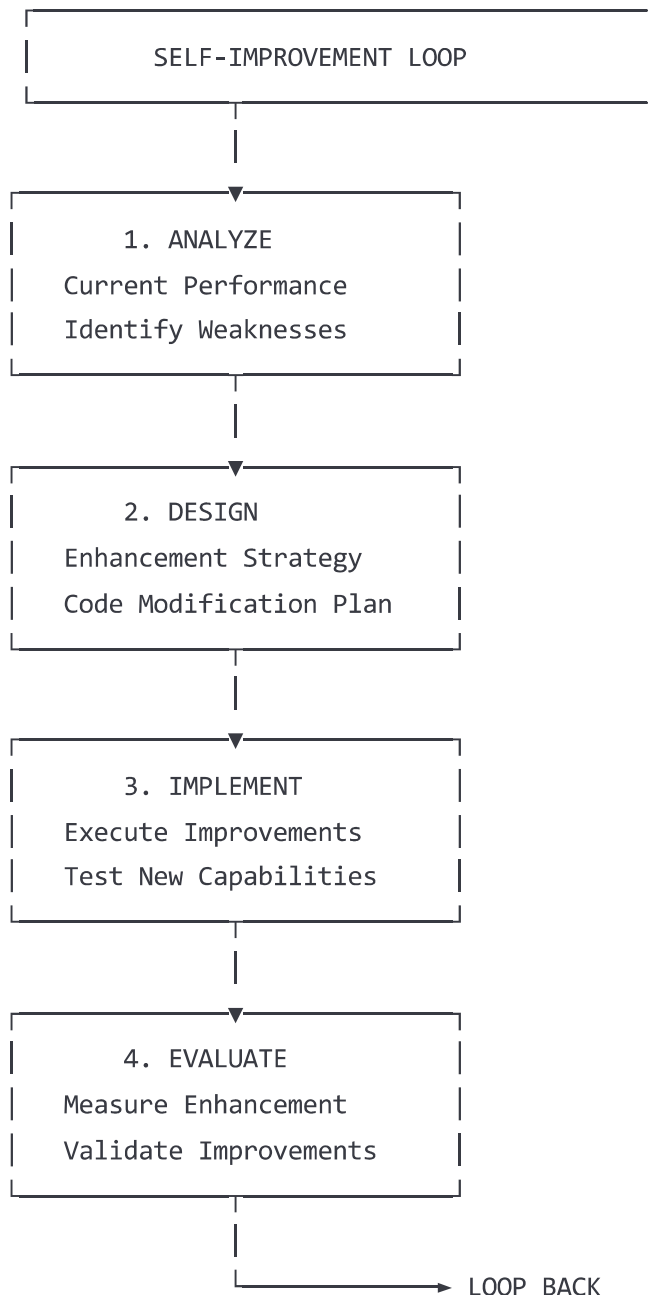 SELF-IMPROVEMENT LOOP
1. ANALYZE
Current Performance
Identify Weaknesses
2. DESIGN
Enhancement Strategy
Code Modification Plan
3. IMPLEMENT
Execute Improvements
Test New Capabilities
4. EVALUATE
Measure Enhancement
Validate Improvements
LOOP BACK